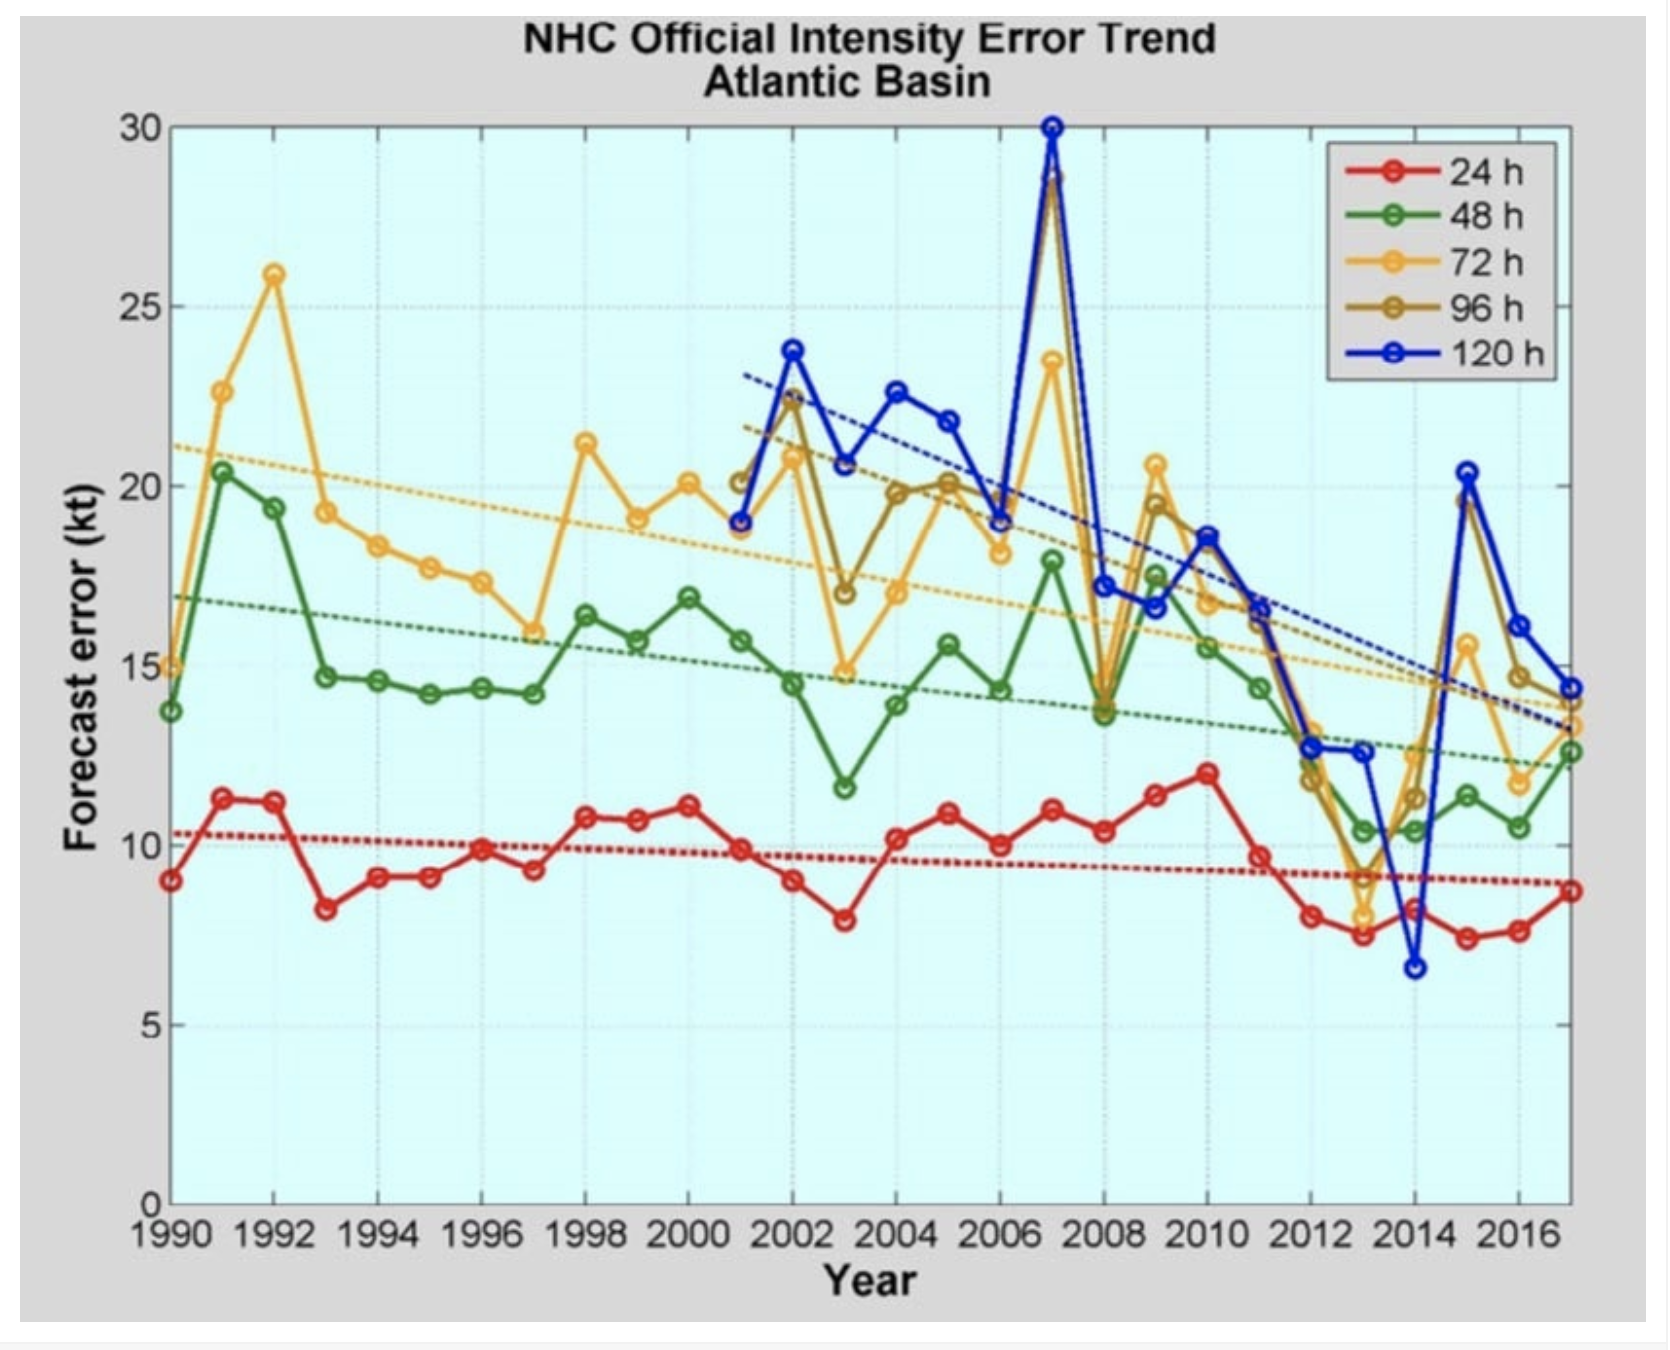 NHC Official Intensity Error Trend
Atlantic Basin
30
25
20
15
10
5
0
Forecast error (kt)
24 h
48 h
72 h
96 h
120 h
1990 1992 1994 1996 1998 2000 2002 2004 2006 2008 2010 2012 2014 2016
Year